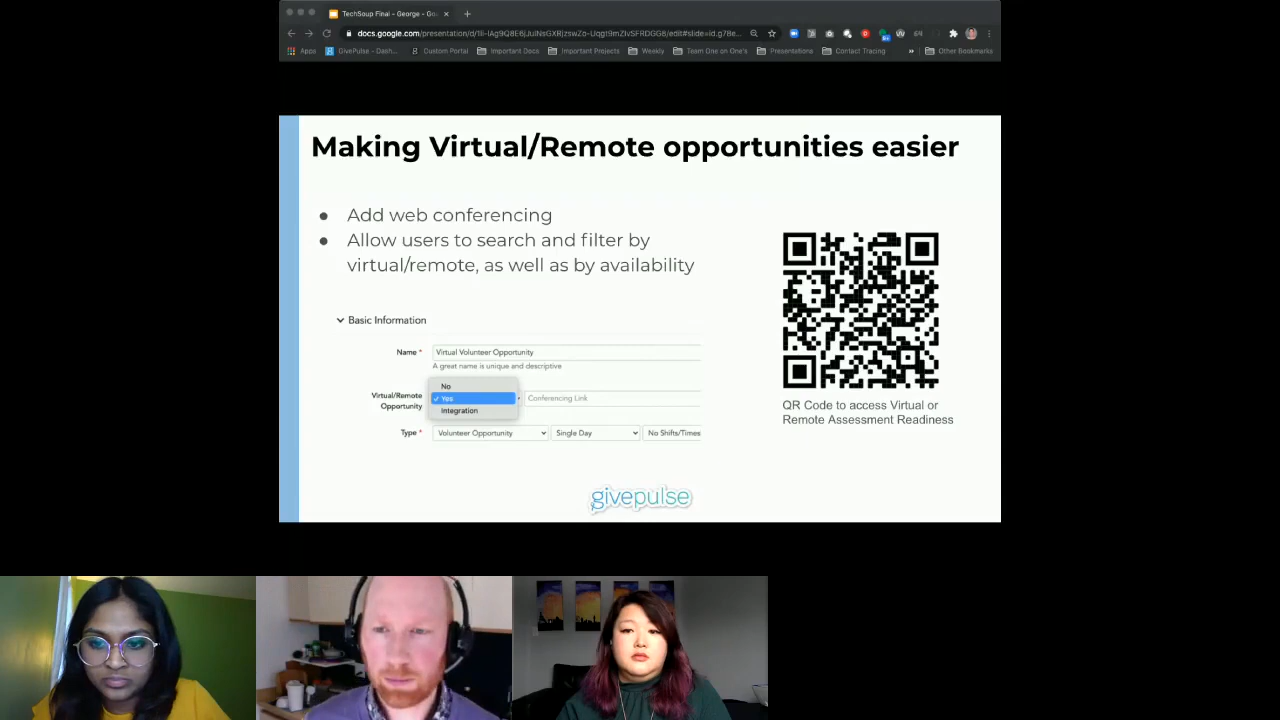 TechSoup Final - George - Go
Apps
GivePulse - Dash...
Custom Portal
Important Docs
Important Projects
Weekly
Team One on One's
Presentations
Contact Tracing
Other Bookmarks
Making Virtual/Remote opportunities easier
● Add web conferencing
● Allow users to search and filter by
virtual/remote, as well as by availability
Basic Information
Name * Virtual Volunteer Opportunity
A great name is unique and descriptive
No
Virtual/Remote
Opportunity
✓ Yes
Conferencing Link
Integration
Type * Volunteer Opportunity Single Day No Shifts/Times
QR Code to access Virtual or
Remote Assessment Readiness
givepulse